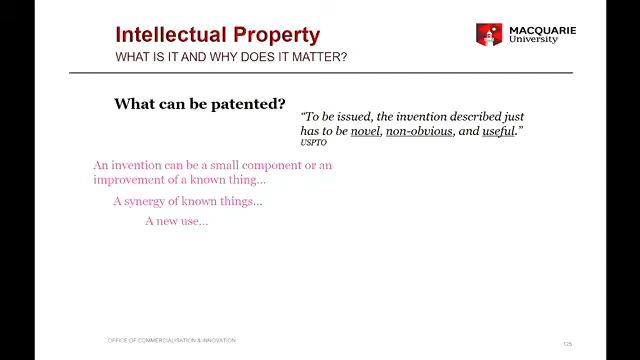 Intellectual Property
WHAT IS IT AND WHY DOES IT MATTER?
MACQUARIE
University
What can be patented?
“To be issued, the invention described just
has to be novel, non-obvious, and useful.”
USPTO
An invention can be a small component or an
improvement of a known thing...
A synergy of known things...
A new use...
OFFICE OF COMMERCIALISATION & INNOVATION
125